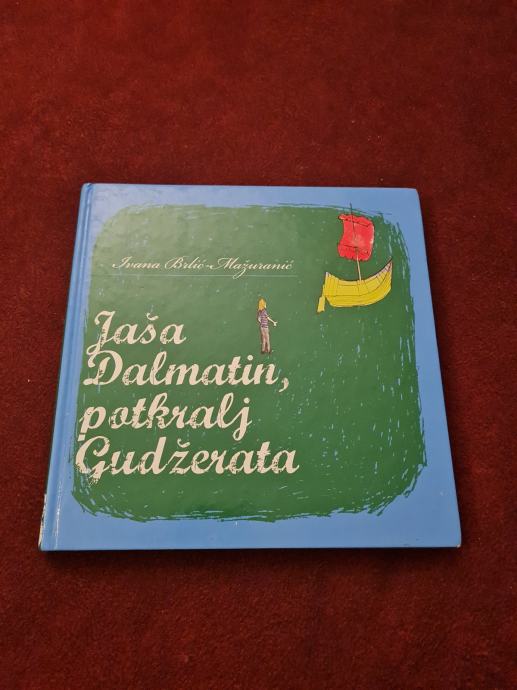 Ivana Brlić-Mažuranić
Jaša
Dalmatin,
potkralj
Gudžerata